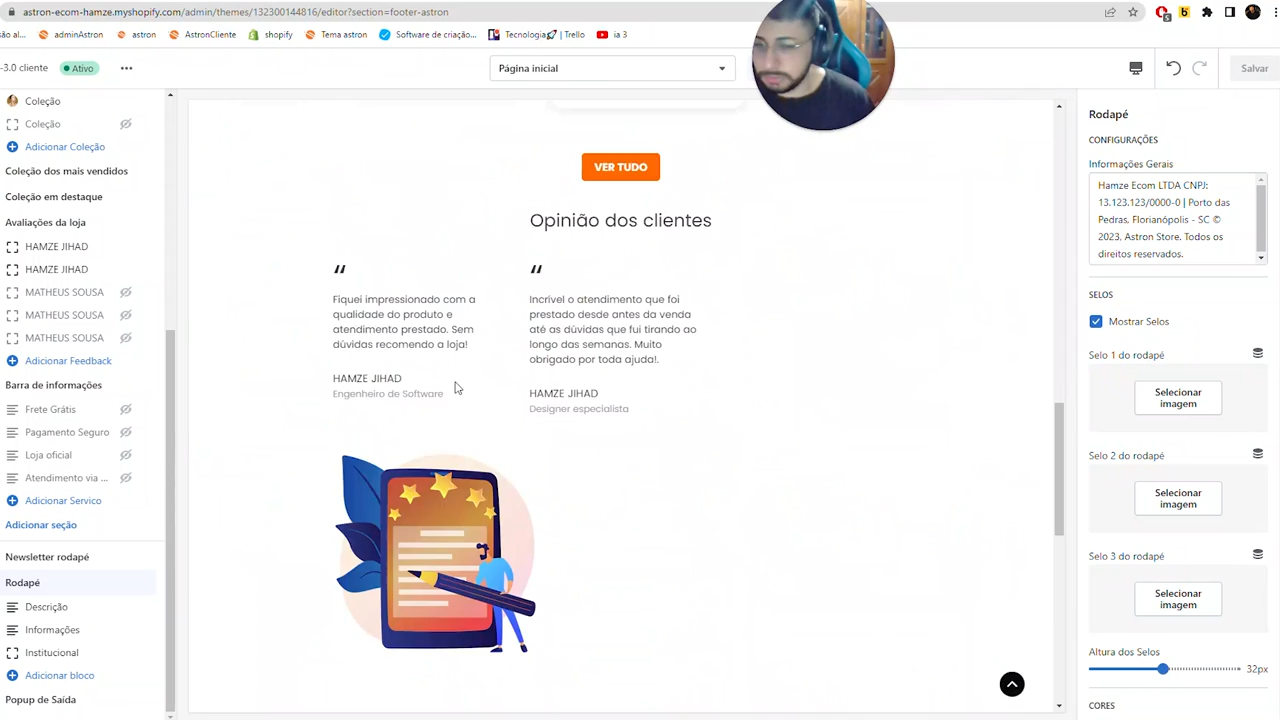 astron-ecom-hamze.myshopify.com/admin/themes/132300144816/editor?section=footer-astron
são al...
adminAstron
astron
AstronCliente
shopify
Tema astron
Software de criação...
Tecnologia🚀 | Trello
ia 3
-3.0 cliente
Ativo
Página inicial
Salvar
Coleção
Coleção
Adicionar Coleção
Coleção dos mais vendidos
Coleção em destaque
Avaliações da loja
HAMZE JIHAD
HAMZE JIHAD
MATHEUS SOUSA
MATHEUS SOUSA
MATHEUS SOUSA
Adicionar Feedback
Barra de informações
Frete Grátis
Pagamento Seguro
Loja oficial
Atendimento via ...
Adicionar Servico
Adicionar seção
Newsletter rodapé
Rodapé
Descrição
Informações
Institucional
Adicionar bloco
Popup de Saída
VER TUDO
Opinião dos clientes
“
Fiquei impressionado com a
qualidade do produto e
atendimento prestado. Sem
dúvidas recomendo a loja!
HAMZE JIHAD
Engenheiro de Software
“
Incrível o atendimento que foi
prestado desde antes da venda
até as dúvidas que fui tirando ao
longo das semanas. Muito
obrigado por toda ajuda!.
HAMZE JIHAD
Designer especialista
Rodapé
CONFIGURAÇÕES
Informações Gerais
Hamze Ecom LTDA CNPJ:
13.123.123/0000-0 | Porto das
Pedras, Florianópolis - SC ©
2023, Astron Store. Todos os
direitos reservados.
SELOS
Mostrar Selos
Selo 1 do rodapé
Selecionar
imagem
Selo 2 do rodapé
Selecionar
imagem
Selo 3 do rodapé
Selecionar
imagem
Altura dos Selos
32px
CORES